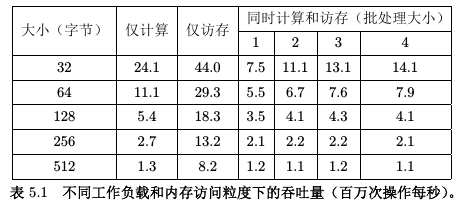 大小（字节） 仅计算 仅访存 同时计算和访存（批处理大小）
1 2 3 4
32 24.1 44.0 7.5 11.1 13.1 14.1
64 11.1 29.3 5.5 6.7 7.6 7.9
128 5.4 18.3 3.5 4.1 4.3 4.1
256 2.7 13.2 2.1 2.2 2.2 2.1
512 1.3 8.2 1.2 1.1 1.2 1.1
表 5.1 不同工作负载和内存访问粒度下的吞吐量（百万次操作每秒）。